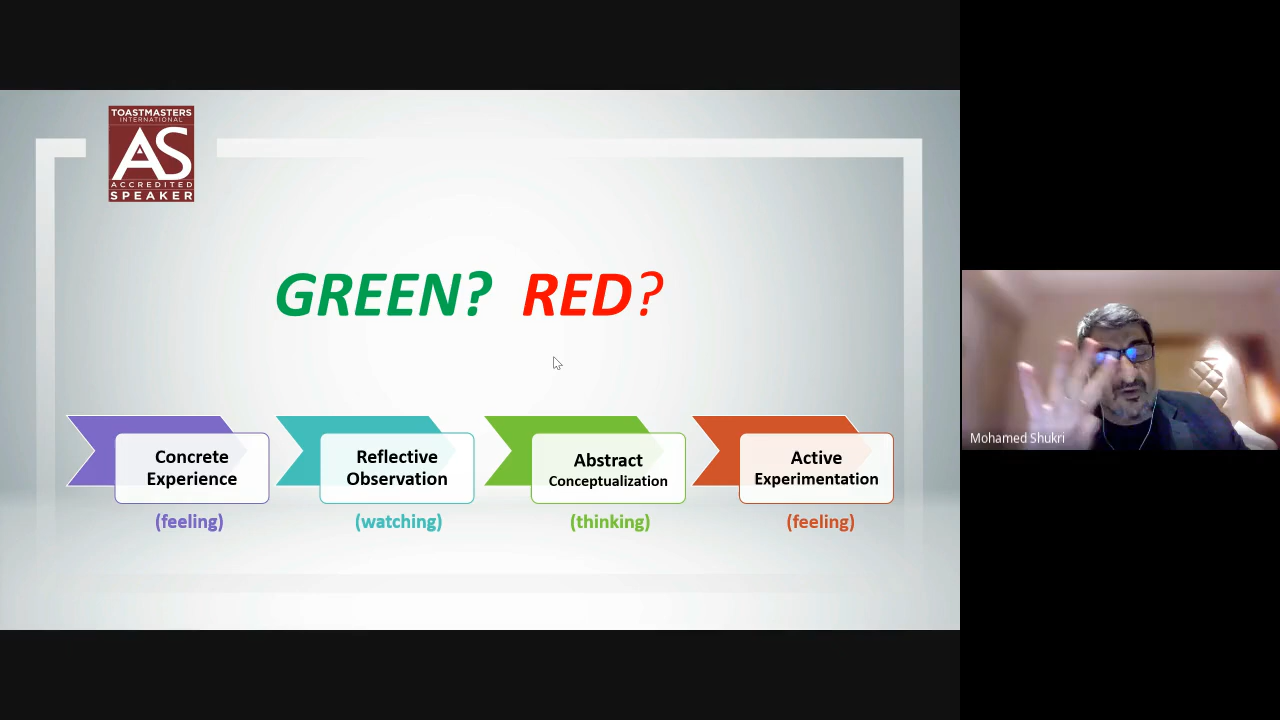 TOASTMASTERS
INTERNATIONAL
AS
ACCREDITED
SPEAKER
GREEN? RED?
Concrete
Experience
(feeling)
Reflective
Observation
(watching)
Abstract
Conceptualization
(thinking)
Active
Experimentation
(feeling)
Mohamed Shukri